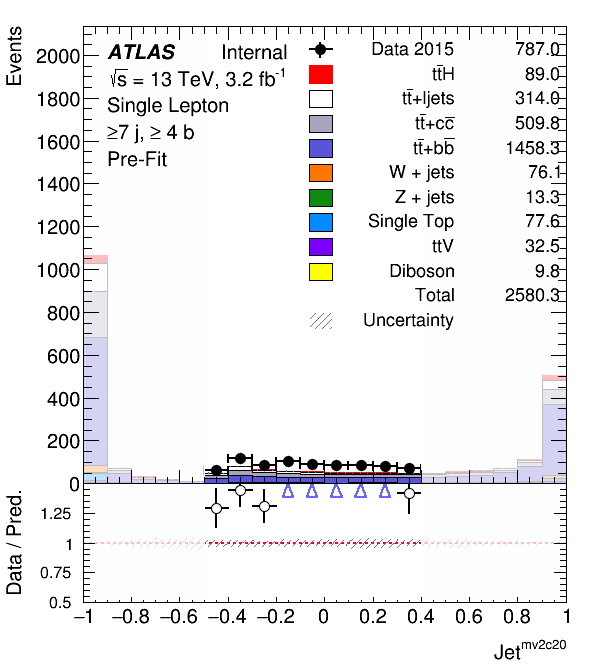 ATLAS Internal
√s = 13 TeV, 3.2 fb⁻¹
Single Lepton
≥7 j, ≥ 4 b
Pre-Fit
Data 2015 787.0
tt̄H 89.0
tt̄+ljets 314.0
tt̄+cc̄ 509.8
tt̄+bb̄ 1458.3
W + jets 76.1
Z + jets 13.3
Single Top 77.6
ttV 32.5
Diboson 9.8
Total 2580.3
Uncertainty
Events
2000
1800
1600
1400
1200
1000
800
600
400
200
0
Data / Pred.
1.25
1
0.75
0.5
−1 −0.8 −0.6 −0.4 −0.2 0 0.2 0.4 0.6 0.8 1
Jet^mv2c20